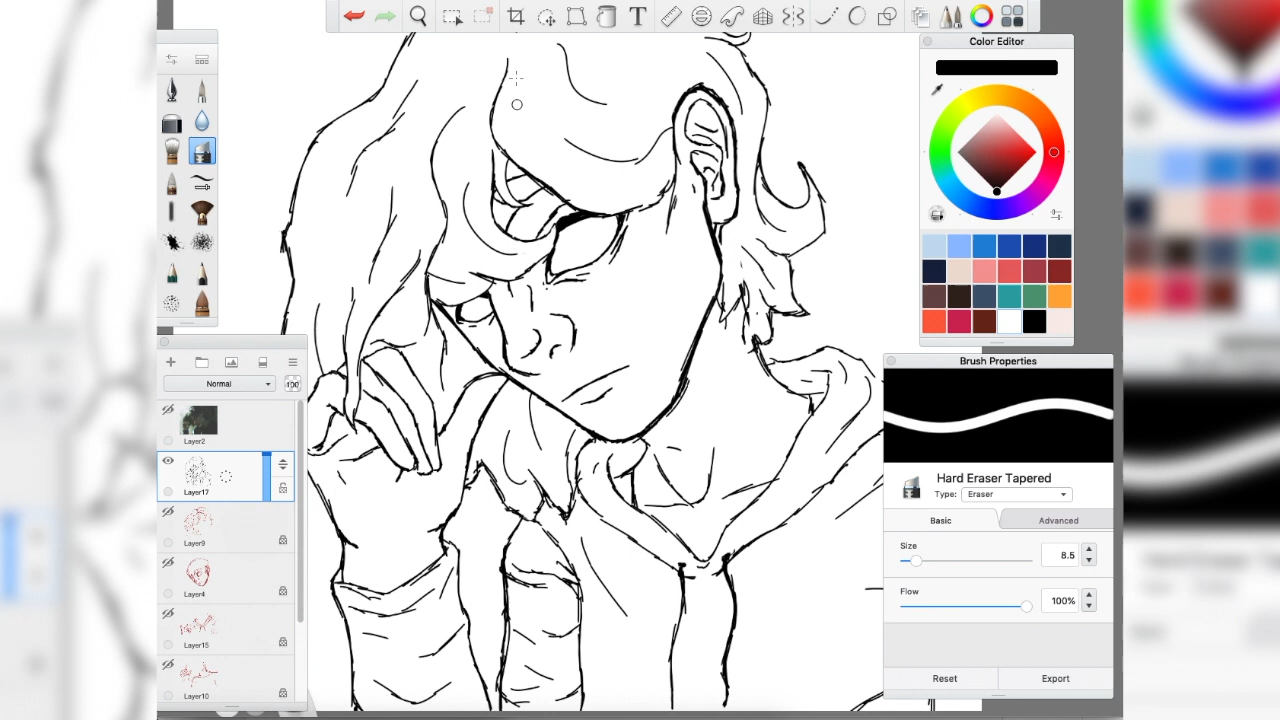 Color Editor
Normal
100
Layer2
Layer17
Layer9
Layer4
Layer15
Layer10
Brush Properties
Hard Eraser Tapered
Type: Eraser
Basic
Advanced
Size
8.5
Flow
100%
Reset
Export